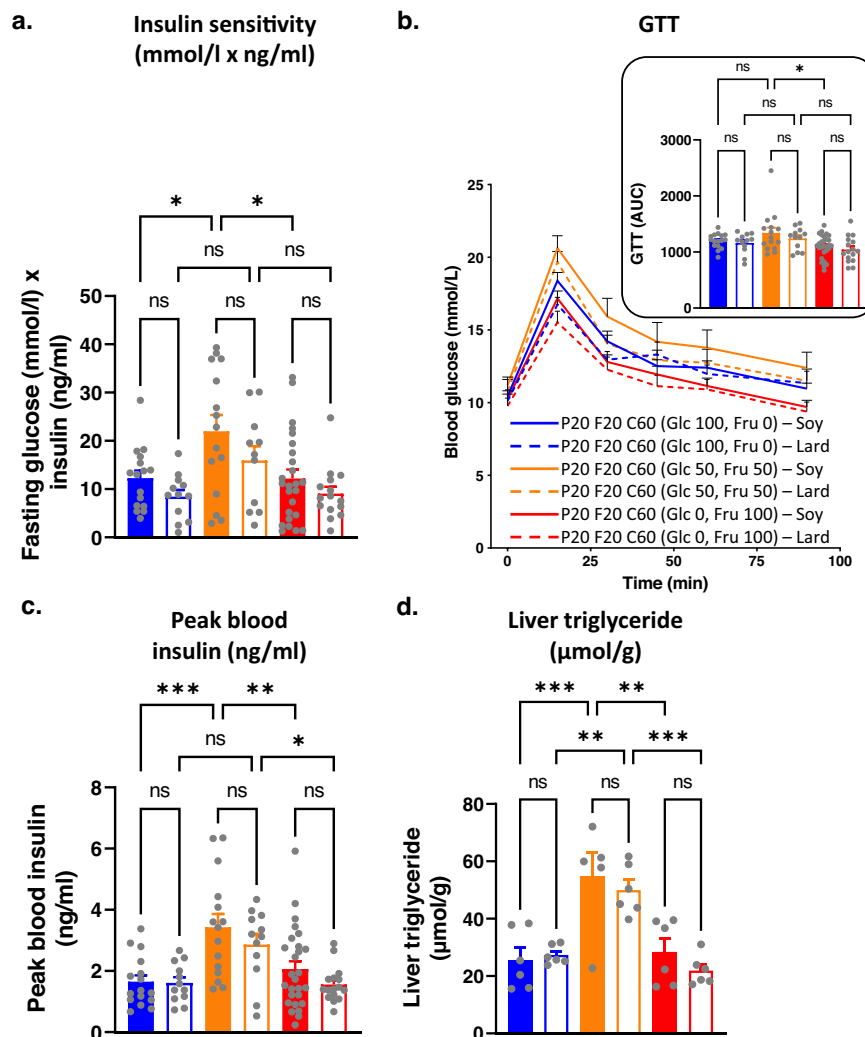 a.
Insulin sensitivity
(mmol/l x ng/ml)
*
*
ns
ns
ns
ns
ns
Fasting glucose (mmol/l) x
insulin (ng/ml)
50
40
30
20
10
0
b.
GTT
ns
*
ns
ns
ns
ns
ns
GTT (AUC)
3000
2000
1000
0
Blood glucose (mmol/L)
25
20
15
10
5
P20 F20 C60 (Glc 100, Fru 0) – Soy
P20 F20 C60 (Glc 100, Fru 0) – Lard
P20 F20 C60 (Glc 50, Fru 50) – Soy
P20 F20 C60 (Glc 50, Fru 50) – Lard
P20 F20 C60 (Glc 0, Fru 100) – Soy
P20 F20 C60 (Glc 0, Fru 100) – Lard
0
25
50
75
100
Time (min)
c.
Peak blood
insulin (ng/ml)
***
**
ns
*
ns
ns
ns
Peak blood insulin
(ng/ml)
8
6
4
2
0
d.
Liver triglyceride
(µmol/g)
***
**
**
***
ns
ns
ns
Liver triglyceride
(µmol/g)
80
60
40
20
0